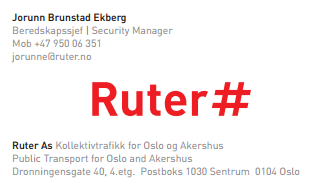 Jorunn Brunstad Ekberg
Beredskapssjef | Security Manager
Mob +47 950 06 351
jorunne@ruter.no
Ruter#
Ruter As Kollektivtrafikk for Oslo og Akershus
Public Transport for Oslo and Akershus
Dronningensgate 40, 4.etg. Postboks 1030 Sentrum 0104 Oslo